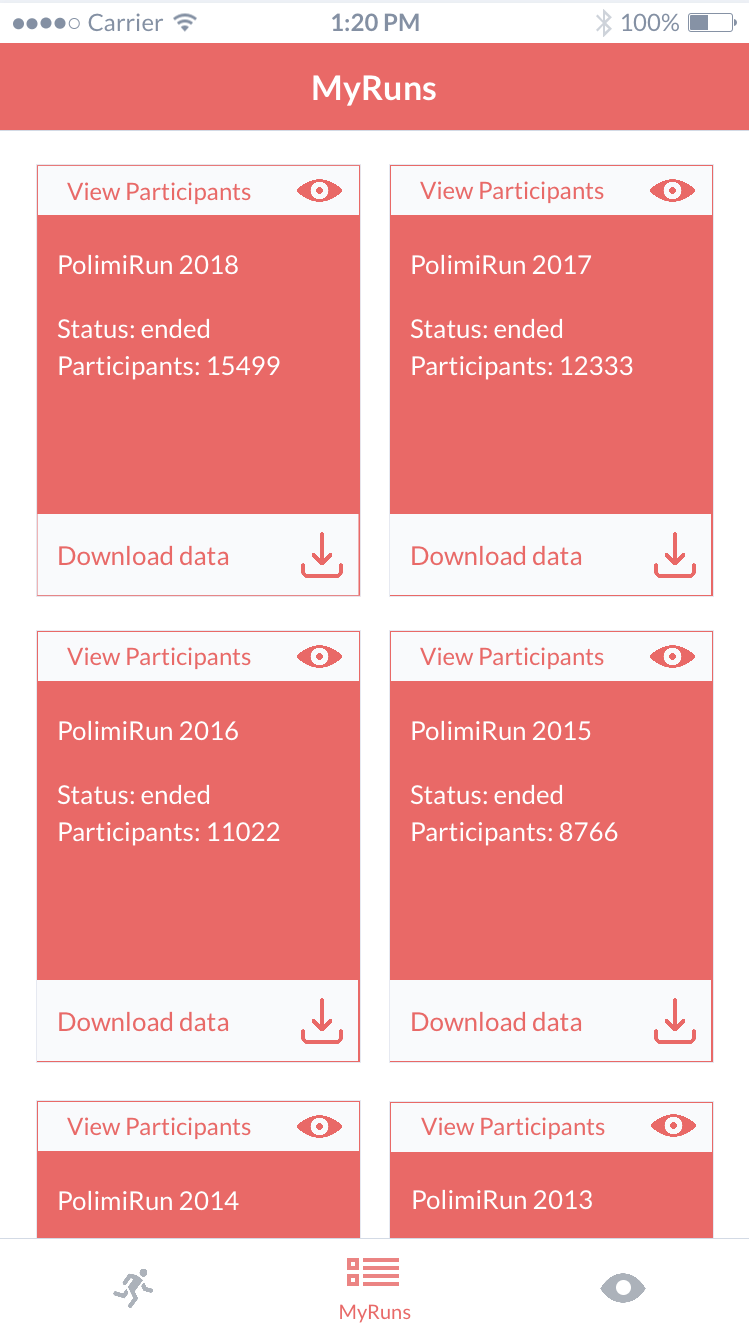 Carrier 1:20 PM 100%
MyRuns
View Participants
PolimiRun 2018
Status: ended
Participants: 15499
Download data
View Participants
PolimiRun 2017
Status: ended
Participants: 12333
Download data
View Participants
PolimiRun 2016
Status: ended
Participants: 11022
Download data
View Participants
PolimiRun 2015
Status: ended
Participants: 8766
Download data
View Participants
PolimiRun 2014
View Participants
PolimiRun 2013
MyRuns